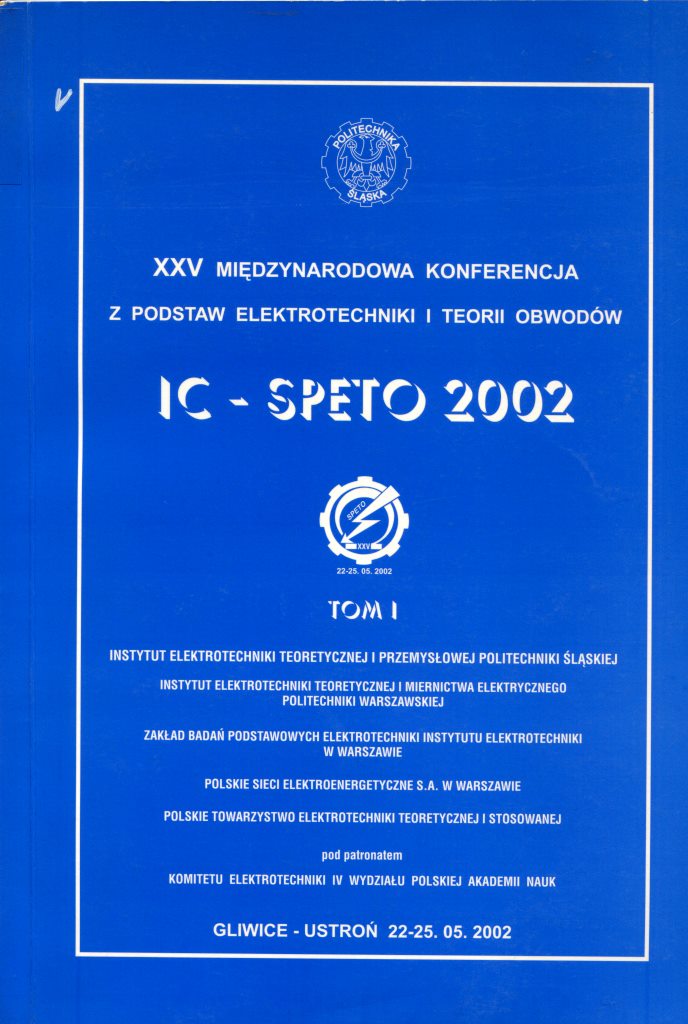 POLITECHNIKA
ŚLĄSKA
XXV MIĘDZYNARODOWA KONFERENCJA
Z PODSTAW ELEKTROTECHNIKI I TEORII OBWODÓW
IC - SPETO 2002
SPETO
XXV
22-25. 05. 2002
TOM I
INSTYTUT ELEKTROTECHNIKI TEORETYCZNEJ I PRZEMYSŁOWEJ POLITECHNIKI ŚLĄSKIEJ
INSTYTUT ELEKTROTECHNIKI TEORETYCZNEJ I MIERNICTWA ELEKTRYCZNEGO
POLITECHNIKI WARSZAWSKIEJ
ZAKŁAD BADAŃ PODSTAWOWYCH ELEKTROTECHNIKI INSTYTUTU ELEKTROTECHNIKI
W WARSZAWIE
POLSKIE SIECI ELEKTROENERGETYCZNE S.A. W WARSZAWIE
POLSKIE TOWARZYSTWO ELEKTROTECHNIKI TEORETYCZNEJ I STOSOWANEJ
pod patronatem
KOMITETU ELEKTROTECHNIKI IV WYDZIAŁU POLSKIEJ AKADEMII NAUK
GLIWICE - USTROŃ 22-25. 05. 2002